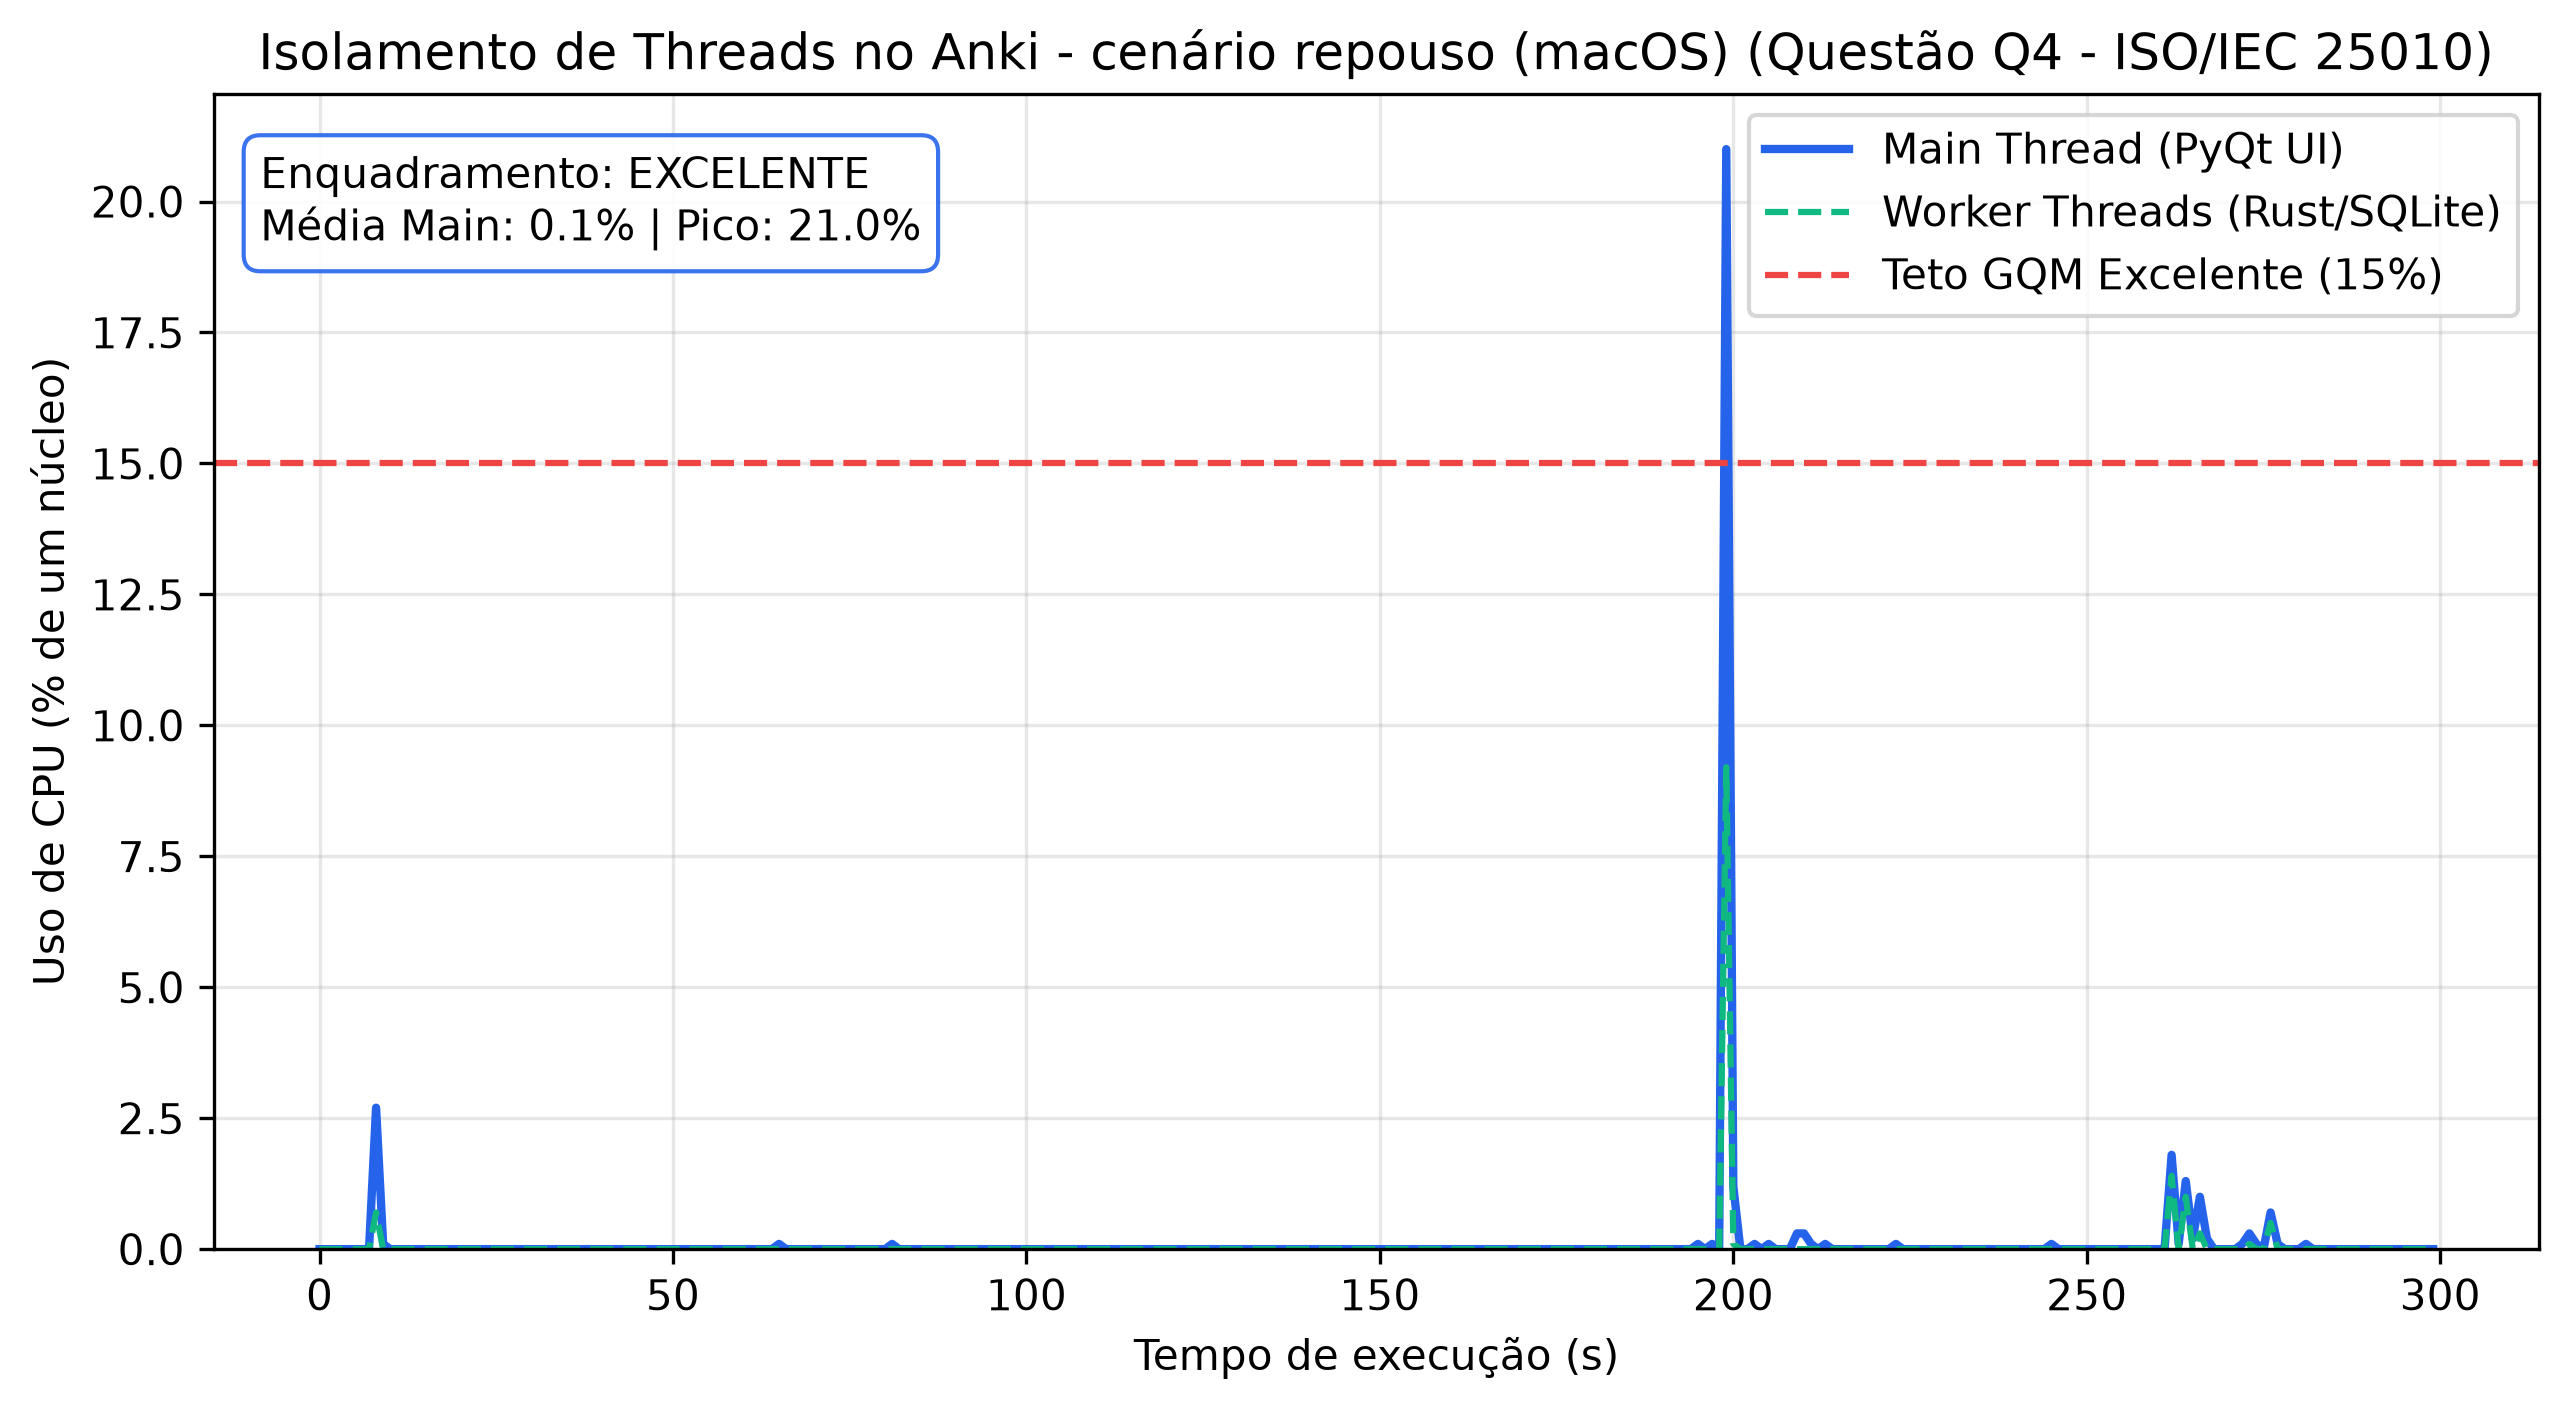 Isolamento de Threads no Anki - cenário repouso (macOS) (Questão Q4 - ISO/IEC 25010)
Enquadramento: EXCELENTE
Média Main: 0.1% | Pico: 21.0%
Main Thread (PyQt UI)
Worker Threads (Rust/SQLite)
Teto GQM Excelente (15%)
Uso de CPU (% de um núcleo)
20.0
17.5
15.0
12.5
10.0
7.5
5.0
2.5
0.0
0
50
100
150
200
250
300
Tempo de execução (s)